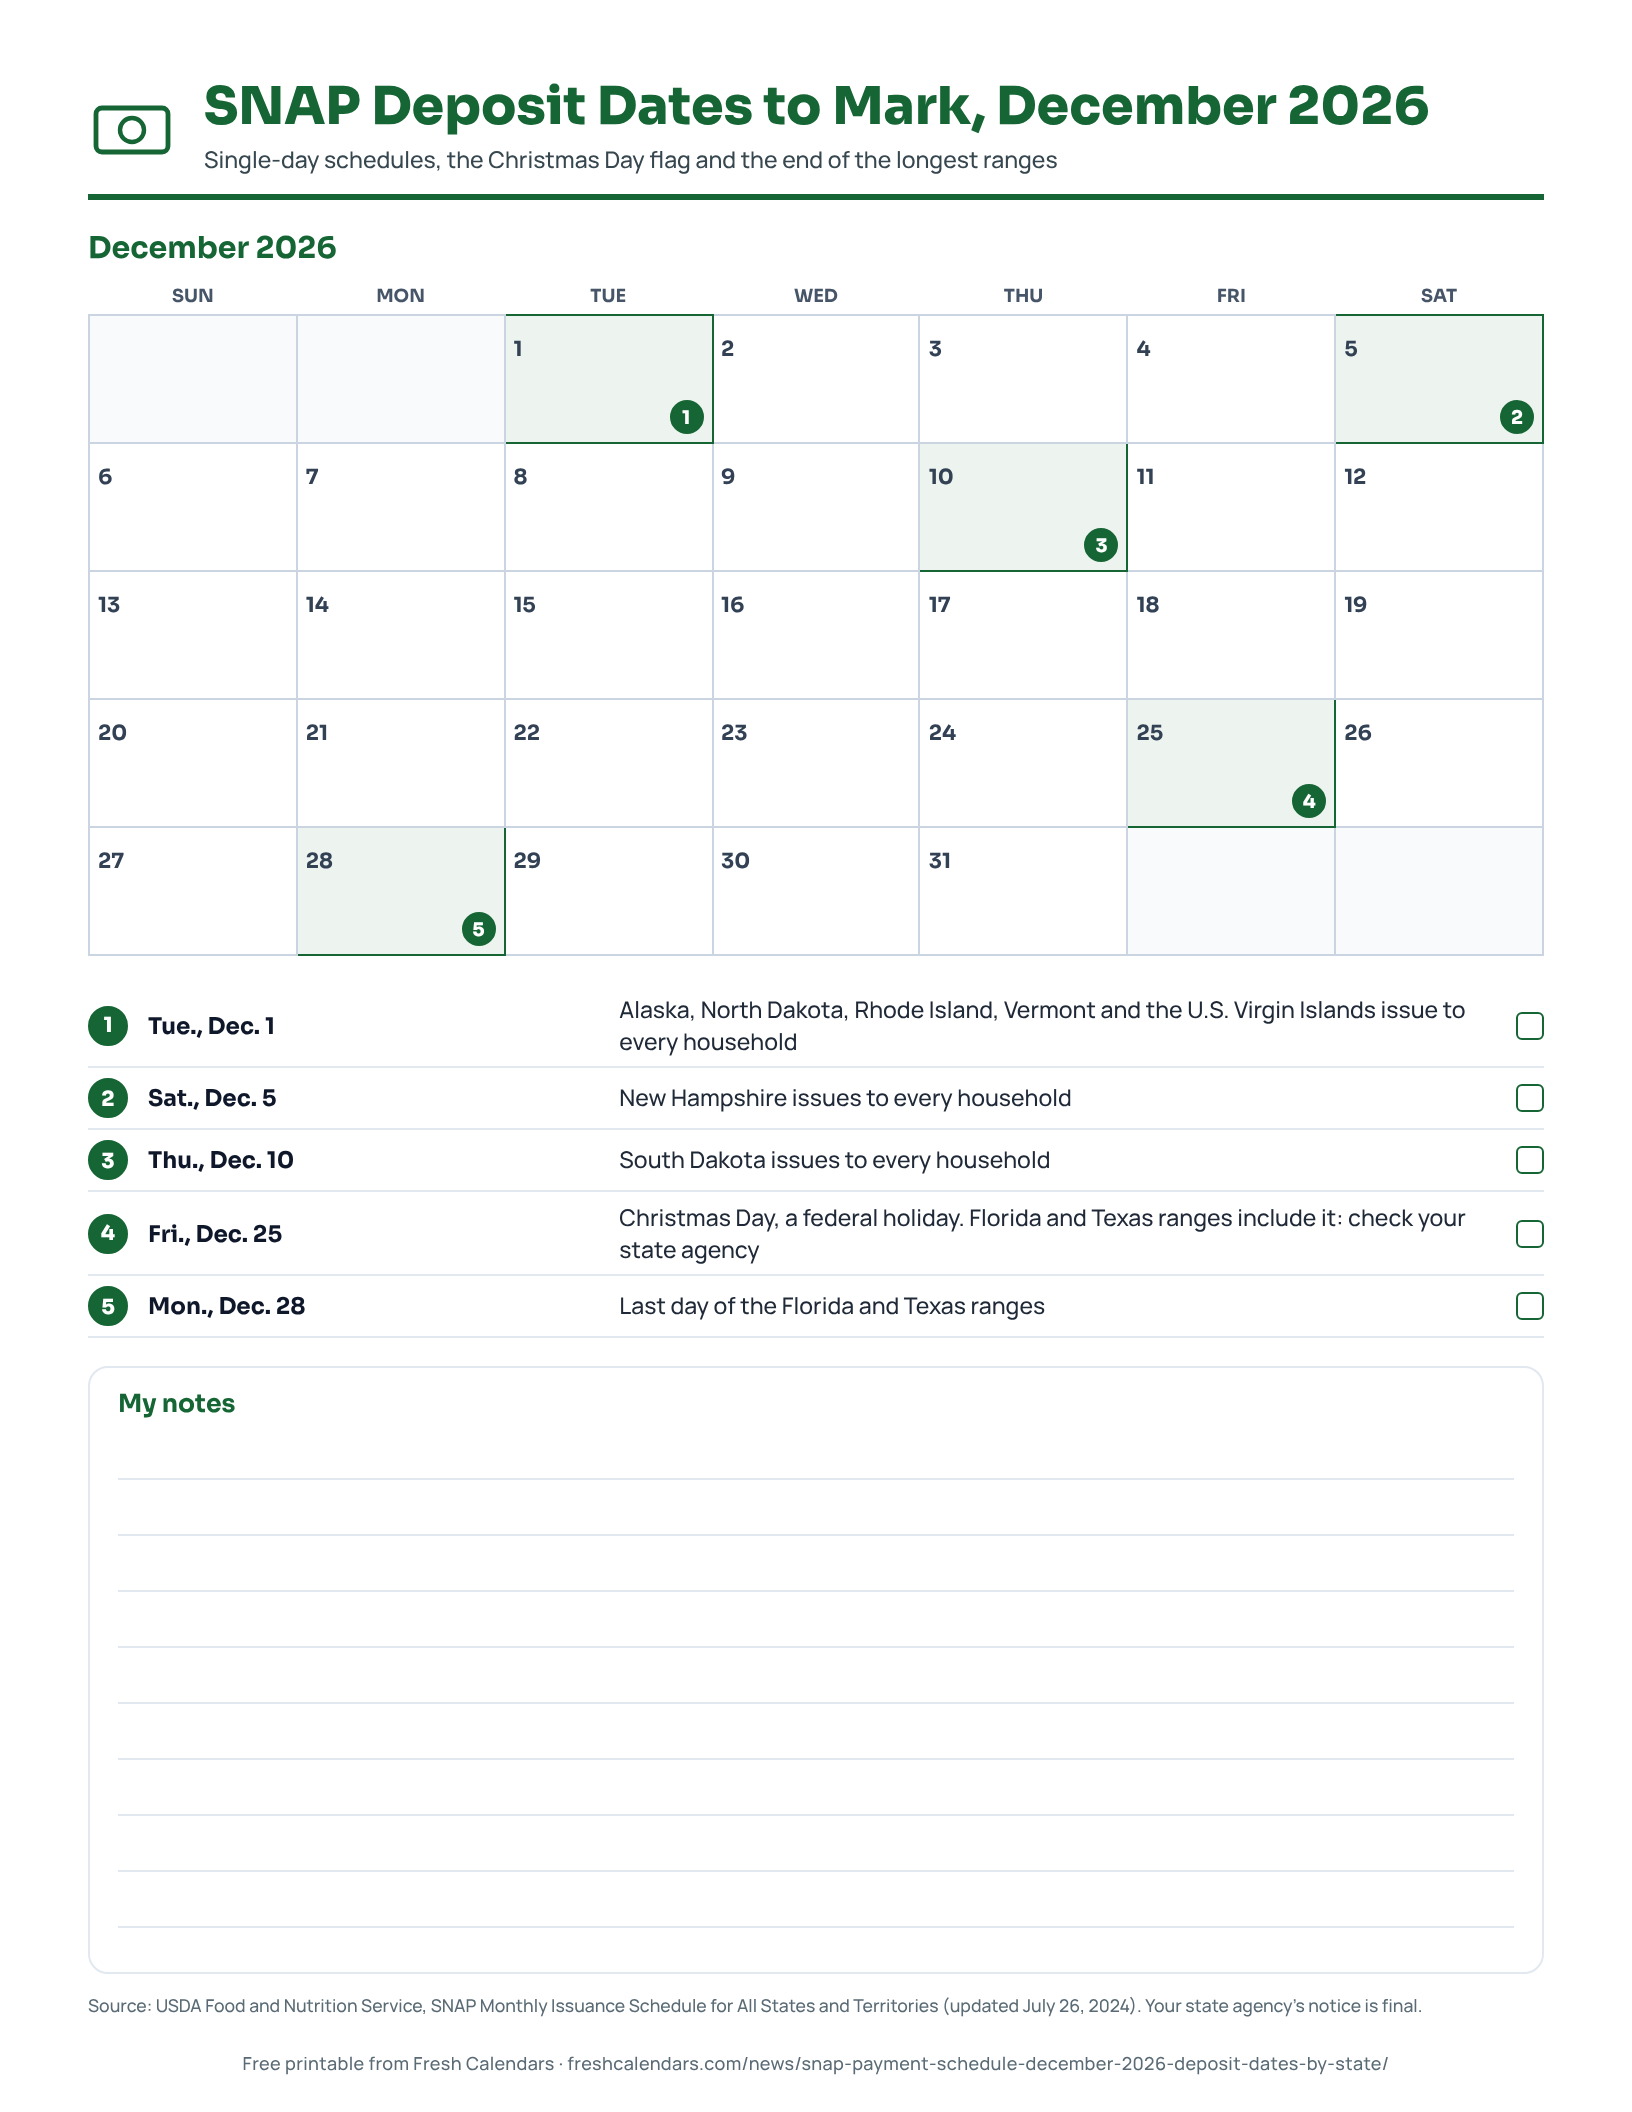 SNAP Deposit Dates to Mark, December 2026
Single-day schedules, the Christmas Day flag and the end of the longest ranges
December 2026
SUN MON TUE WED THU FRI SAT
1 2 3 4 5
1 2
6 7 8 9 10 11 12
3
13 14 15 16 17 18 19
20 21 22 23 24 25 26
4
27 28 29 30 31
5
1 Tue., Dec. 1 Alaska, North Dakota, Rhode Island, Vermont and the U.S. Virgin Islands issue to
every household
2 Sat., Dec. 5 New Hampshire issues to every household
3 Thu., Dec. 10 South Dakota issues to every household
4 Fri., Dec. 25 Christmas Day, a federal holiday. Florida and Texas ranges include it: check your
state agency
5 Mon., Dec. 28 Last day of the Florida and Texas ranges
My notes
Source: USDA Food and Nutrition Service, SNAP Monthly Issuance Schedule for All States and Territories (updated July 26, 2024). Your state agency's notice is final.
Free printable from Fresh Calendars · freshcalendars.com/news/snap-payment-schedule-december-2026-deposit-dates-by-state/